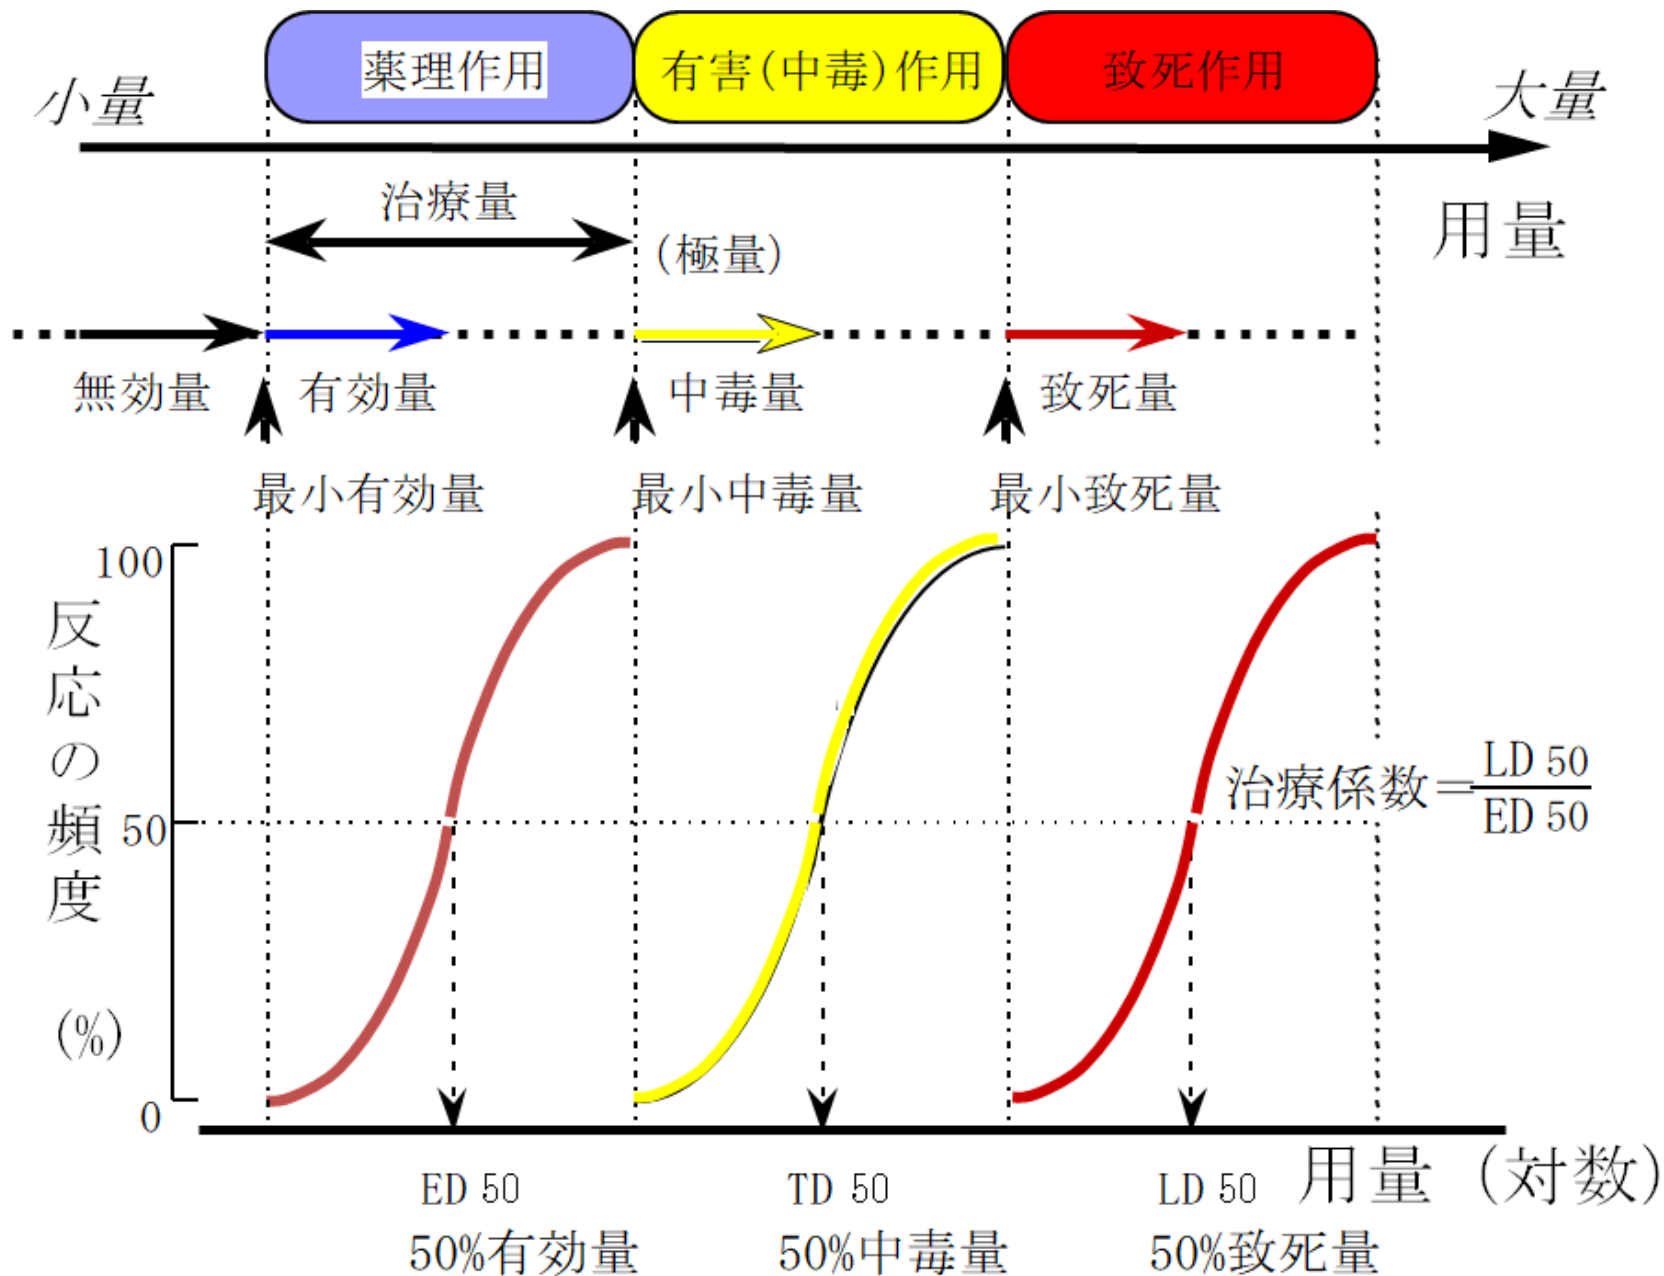 薬理作用
有害(中毒)作用
致死作用
小量
大量
治療量
用量
(極量)
無効量
有効量
中毒量
致死量
最小有効量
最小中毒量
最小致死量
100
反応の頻度
(%)
50
0
治療係数=
LD 50
ED 50
ED 50
TD 50
LD 50
用量 (対数)
50%有効量
50%中毒量
50%致死量